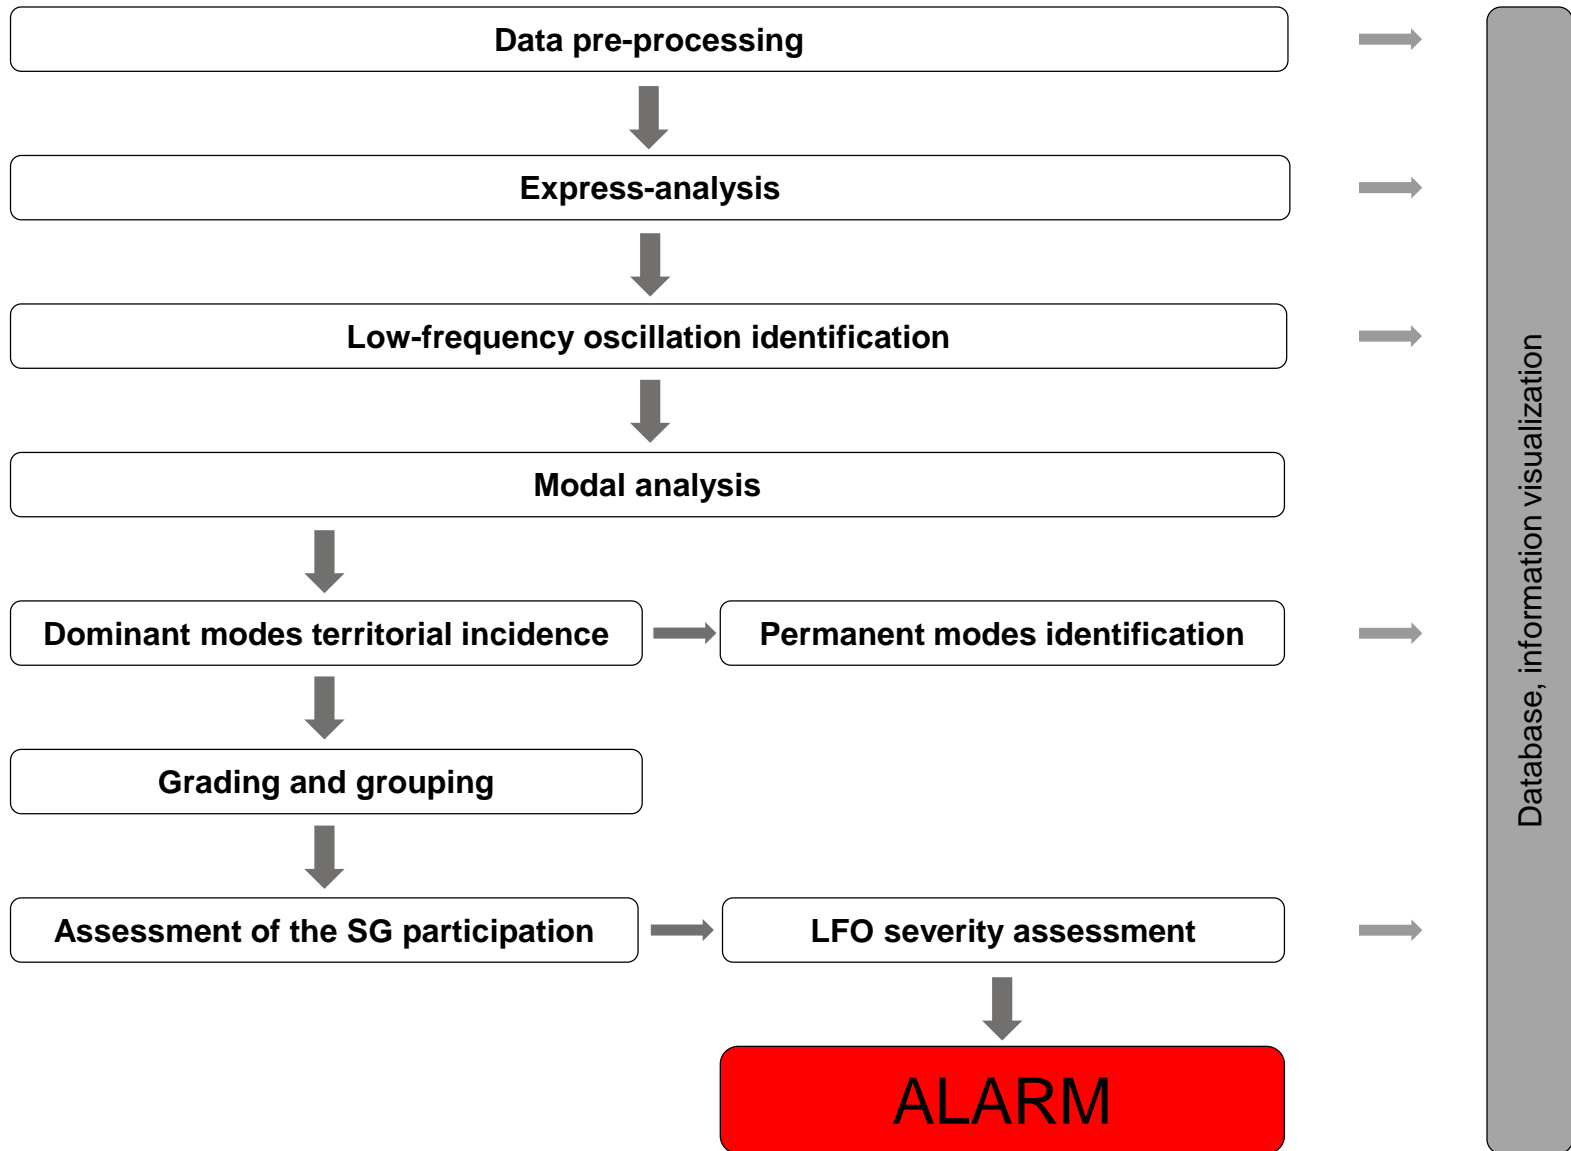 Data pre-processing
Express-analysis
Low-frequency oscillation identification
Modal analysis
Dominant modes territorial incidence
Permanent modes identification
Grading and grouping
Assessment of the SG participation
LFO severity assessment
ALARM
Database, information visualization